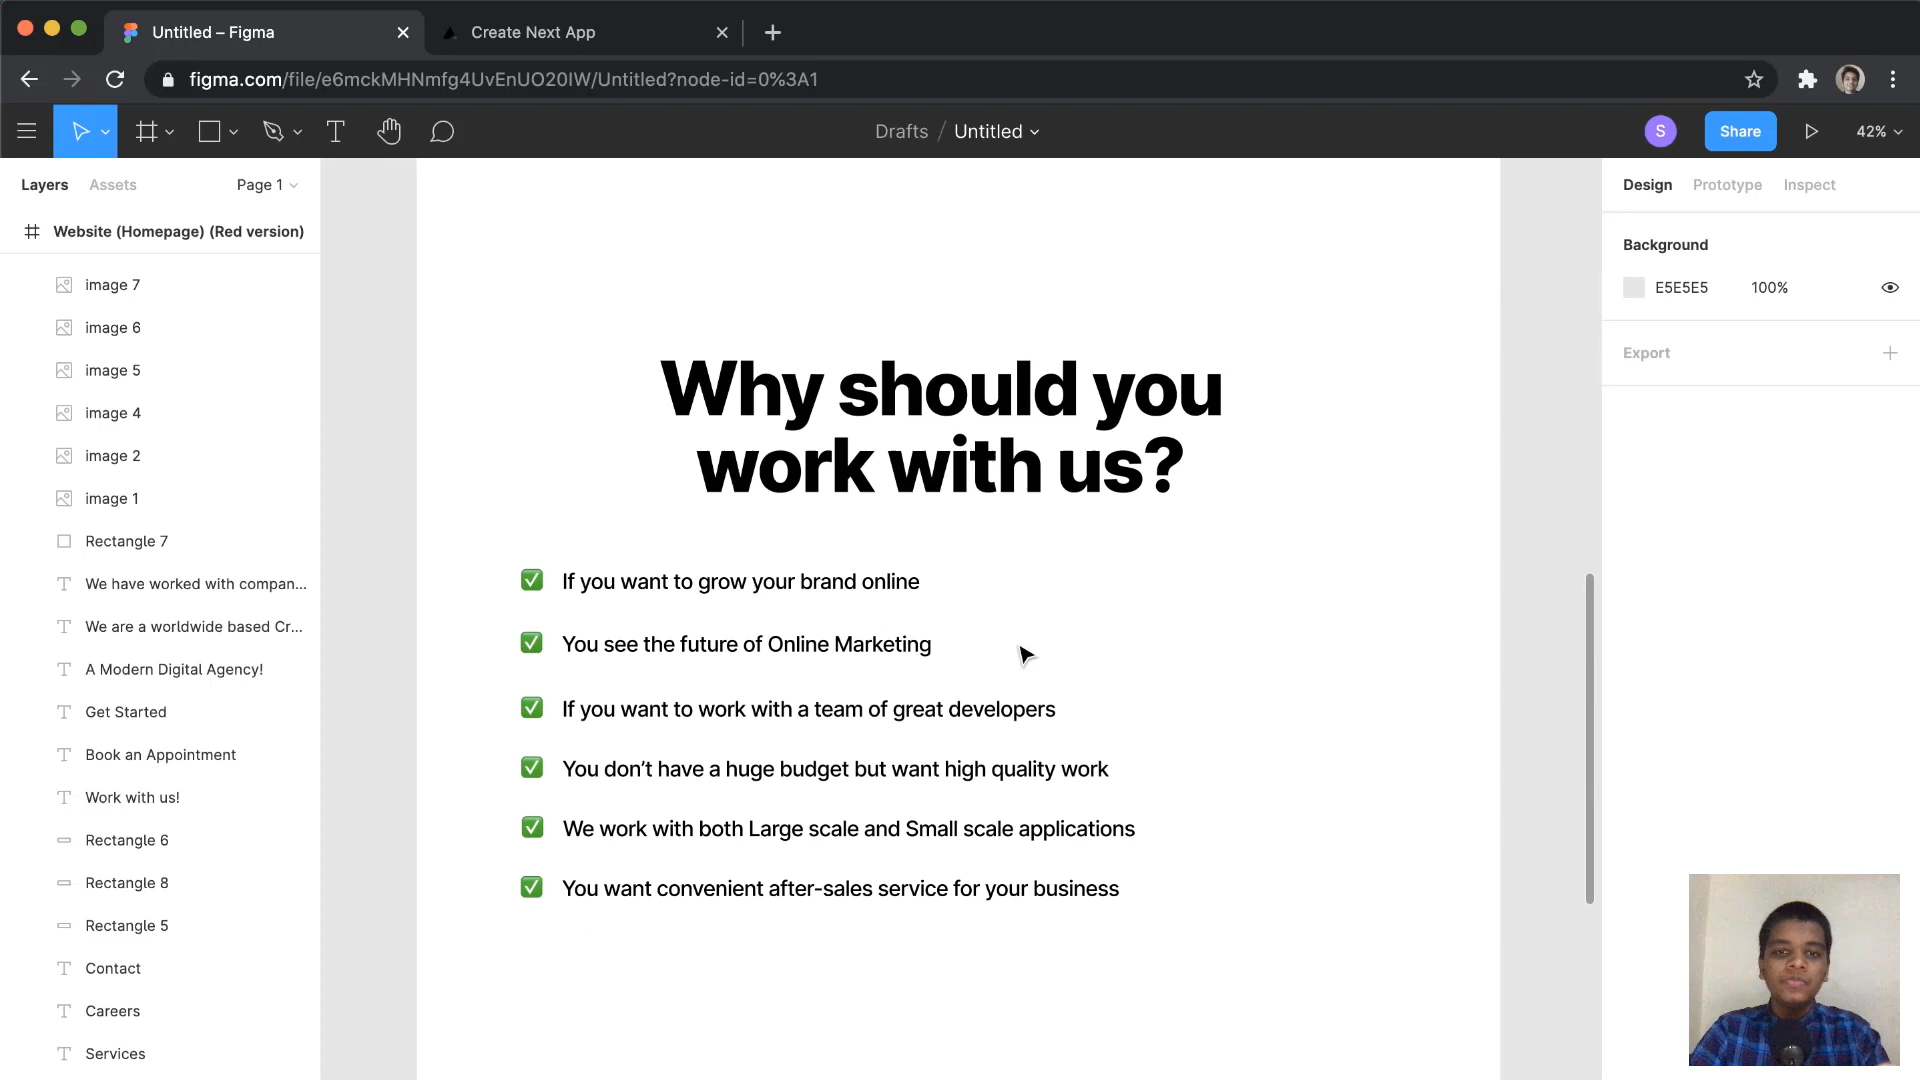 Untitled – Figma
Create Next App
figma.com/file/e6mckMHNmfg4UvEnUO20IW/Untitled?node-id=0%3A1
Drafts / Untitled
S
Share
42%
Layers
Assets
Page 1
Design
Prototype
Inspect
Website (Homepage) (Red version)
image 7
image 6
image 5
image 4
image 2
image 1
Rectangle 7
We have worked with compan...
We are a worldwide based Cr...
A Modern Digital Agency!
Get Started
Book an Appointment
Work with us!
Rectangle 6
Rectangle 8
Rectangle 5
Contact
Careers
Services
Why should you
work with us?
✅ If you want to grow your brand online
✅ You see the future of Online Marketing
✅ If you want to work with a team of great developers
✅ You don’t have a huge budget but want high quality work
✅ We work with both Large scale and Small scale applications
✅ You want convenient after-sales service for your business
Background
E5E5E5 100%
Export